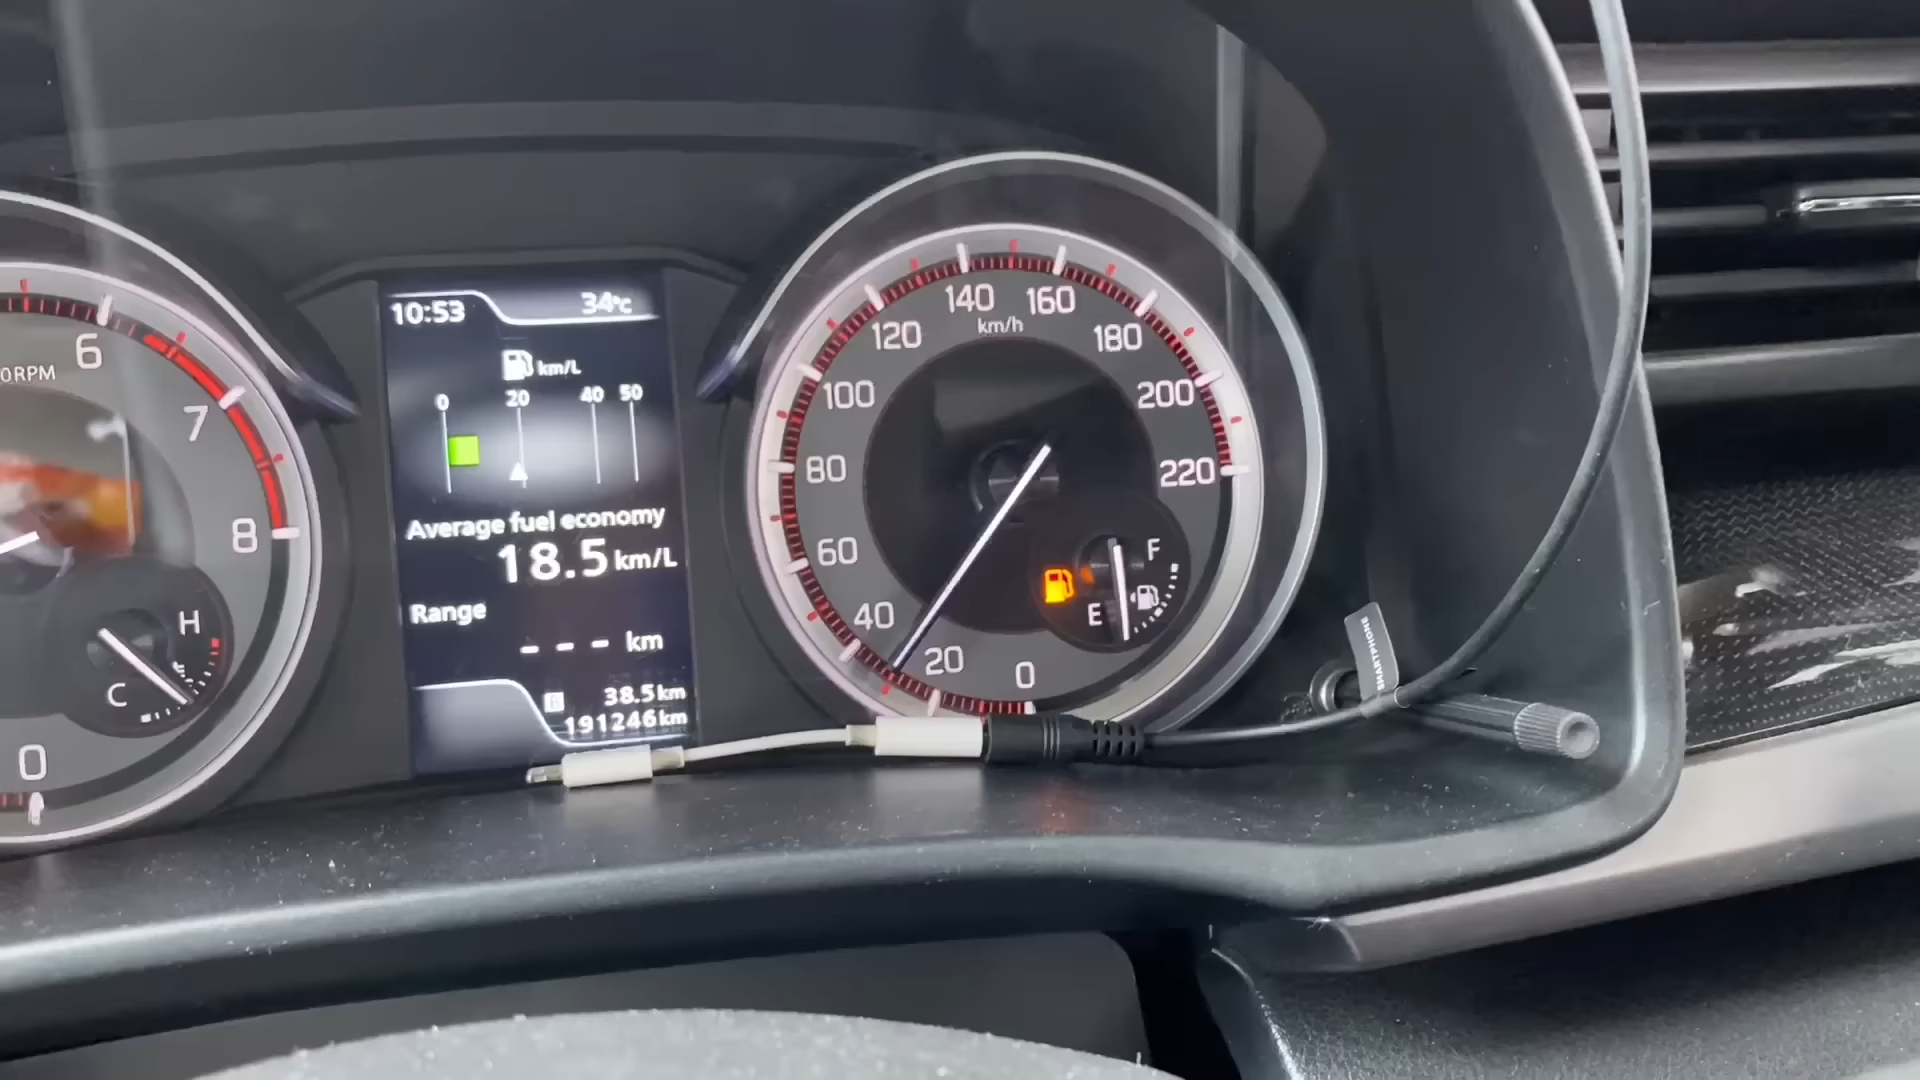 10:53 34°c
km/L
0 20 40 50
Average fuel economy
18.5 km/L
Range
--- km
38.5 km
191246 km
0RPM
6
7
8
0
H
C
0
20
40
60
80
100
120
140
160
180
200
220
km/h
F
E
SMARTPHONE